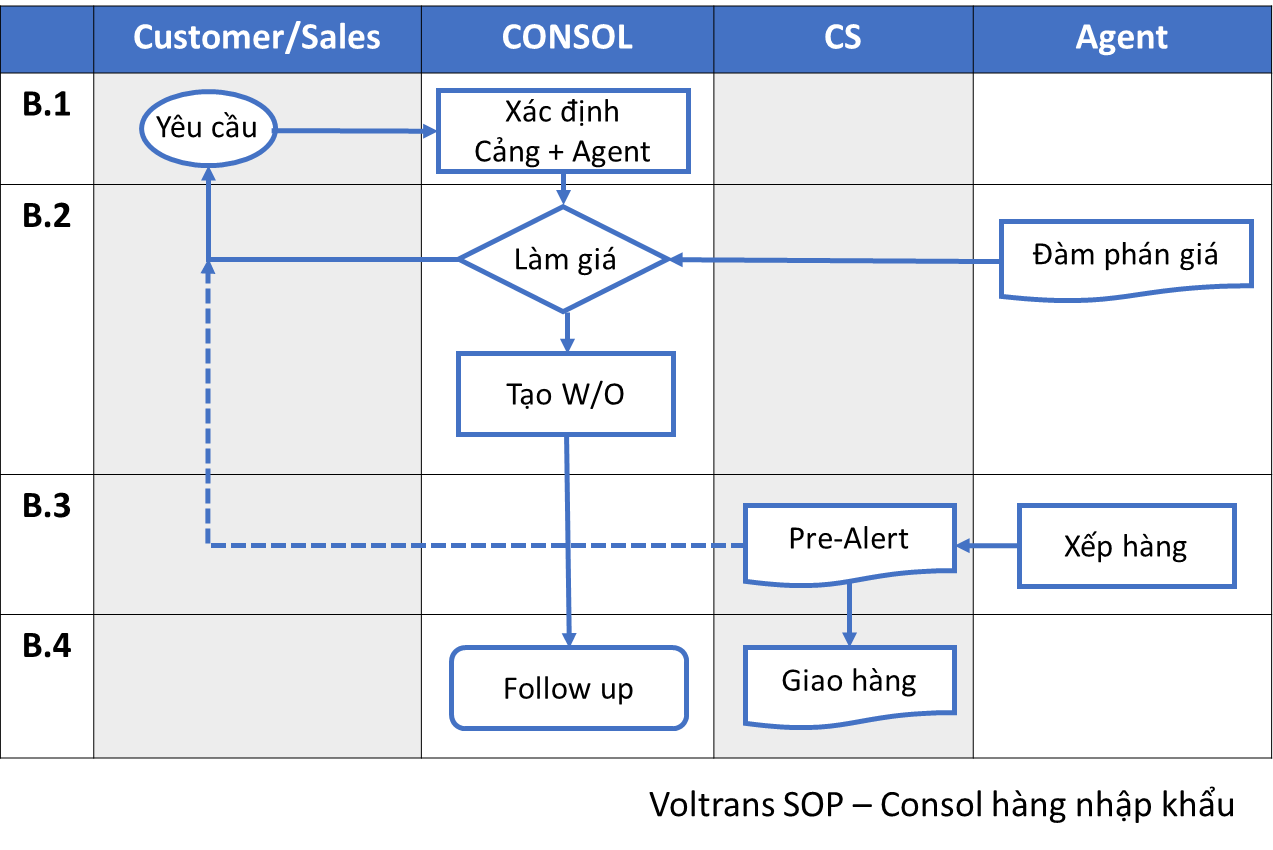 Customer/Sales
CONSOL
CS
Agent
B.1
Yêu cầu
Xác định
Cảng + Agent
B.2
Làm giá
Đàm phán giá
Tạo W/O
B.3
Pre-Alert
Xếp hàng
B.4
Follow up
Giao hàng
Voltrans SOP – Consol hàng nhập khẩu